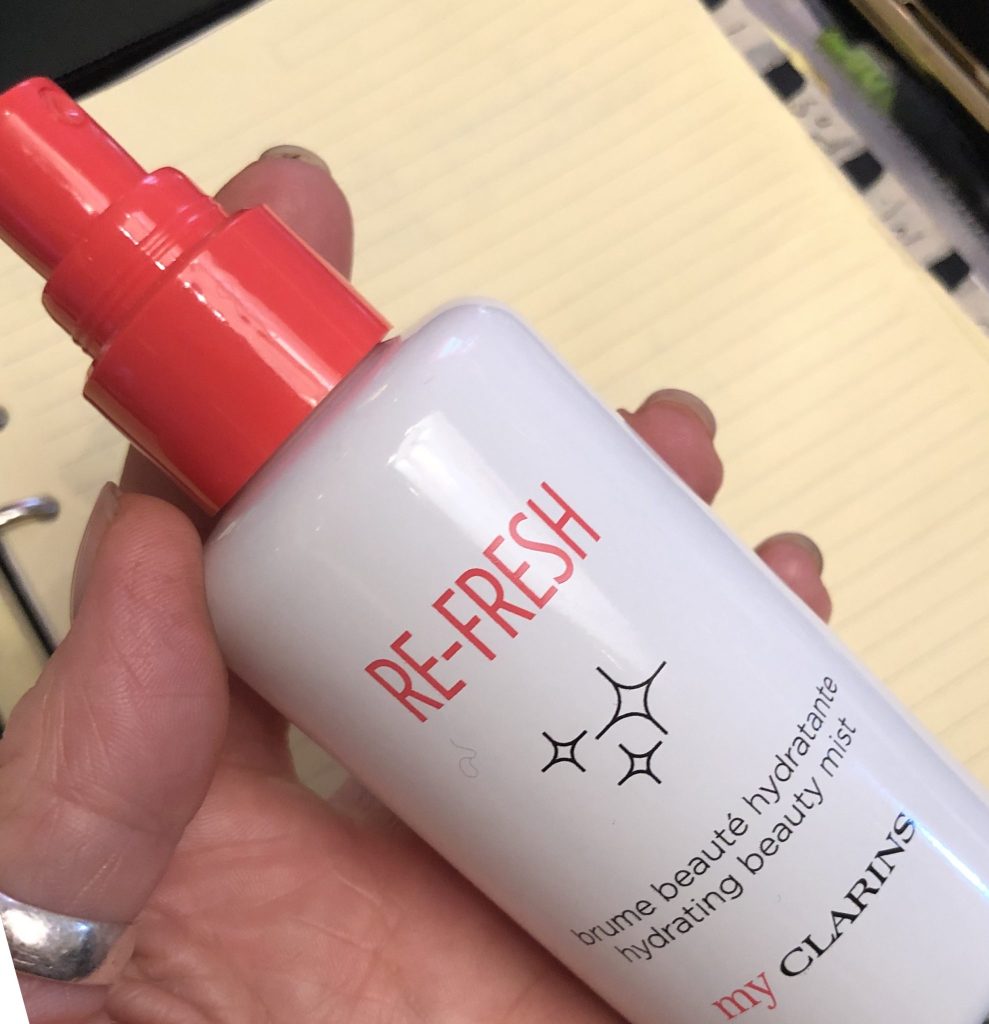 RE-FRESH
brume beauté hydratante
hydrating beauty mist
my CLARINS